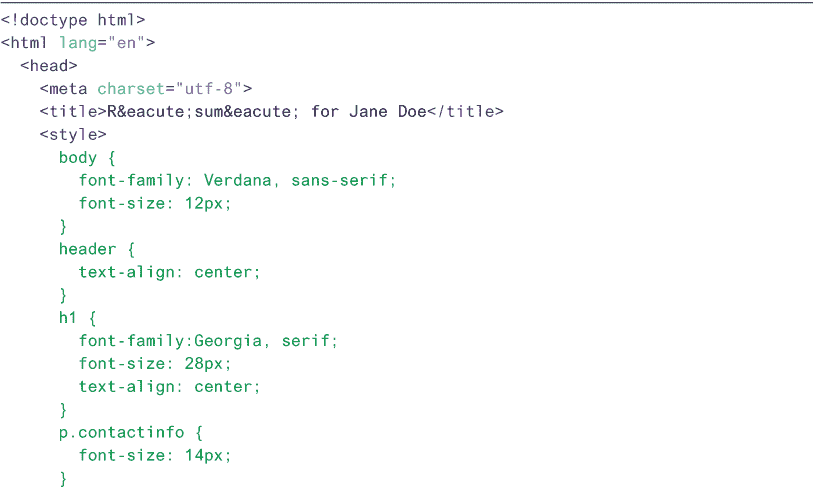 <!doctype html>
<html lang="en">
  <head>
    <meta charset="utf-8">
    <title>R&eacute;sum&eacute; for Jane Doe</title>
    <style>
      body {
        font-family: Verdana, sans-serif;
        font-size: 12px;
      }
      header {
        text-align: center;
      }
      h1 {
        font-family:Georgia, serif;
        font-size: 28px;
        text-align: center;
      }
      p.contactinfo {
        font-size: 14px;
      }